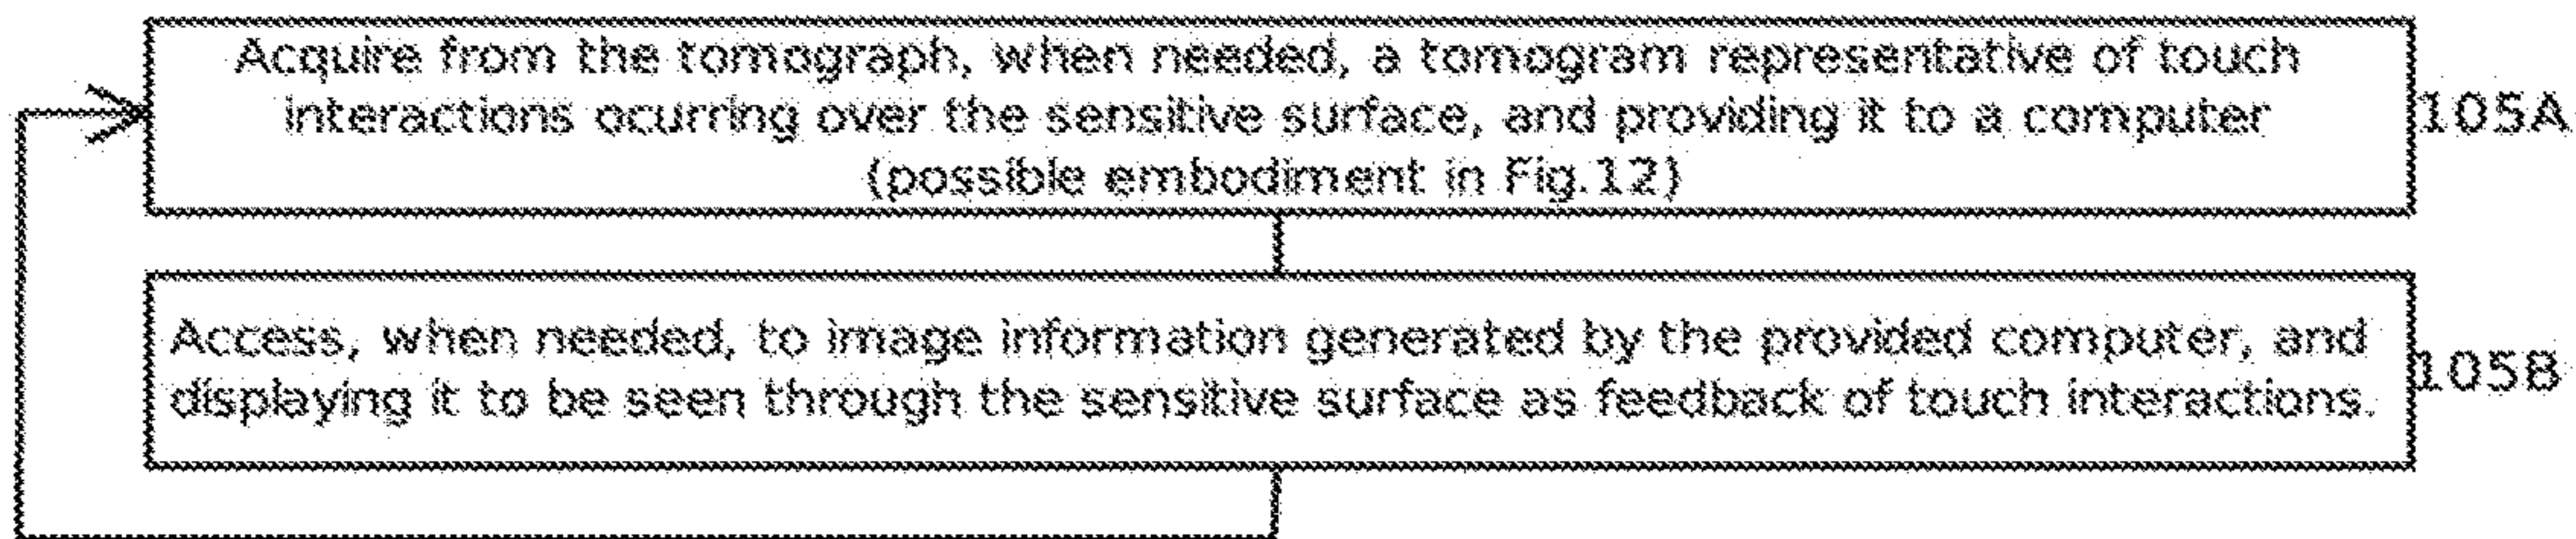 Acquire from the tomograph, when needed, a tomogram representative of touch
interactions ocurring over the sensitive surface, and providing it to a computer
(possible embodiment in Fig.12)
105A
Access, when needed, to image information generated by the provided computer, and
displaying it to be seen through the sensitive surface as feedback of touch interactions.
105B